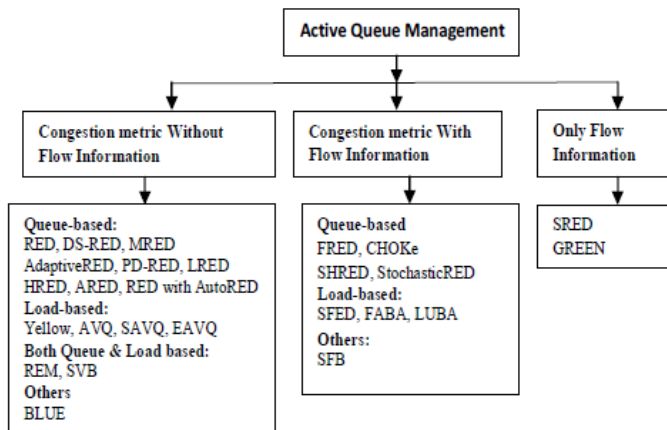 Active Queue Management
Congestion metric Without
Flow Information
Congestion metric With
Flow Information
Only Flow
Information
Queue-based:
RED, DS-RED, MRED
AdaptiveRED, PD-RED, LRED
HRED, ARED, RED with AutoRED
Load-based:
Yellow, AVQ, SAVQ, EAVQ
Both Queue & Load based:
REM, SVB
Others
BLUE
Queue-based
FRED, CHOKe
SHRED, StochasticRED
Load-based:
SFED, FABA, LUBA
Others:
SFB
SRED
GREEN